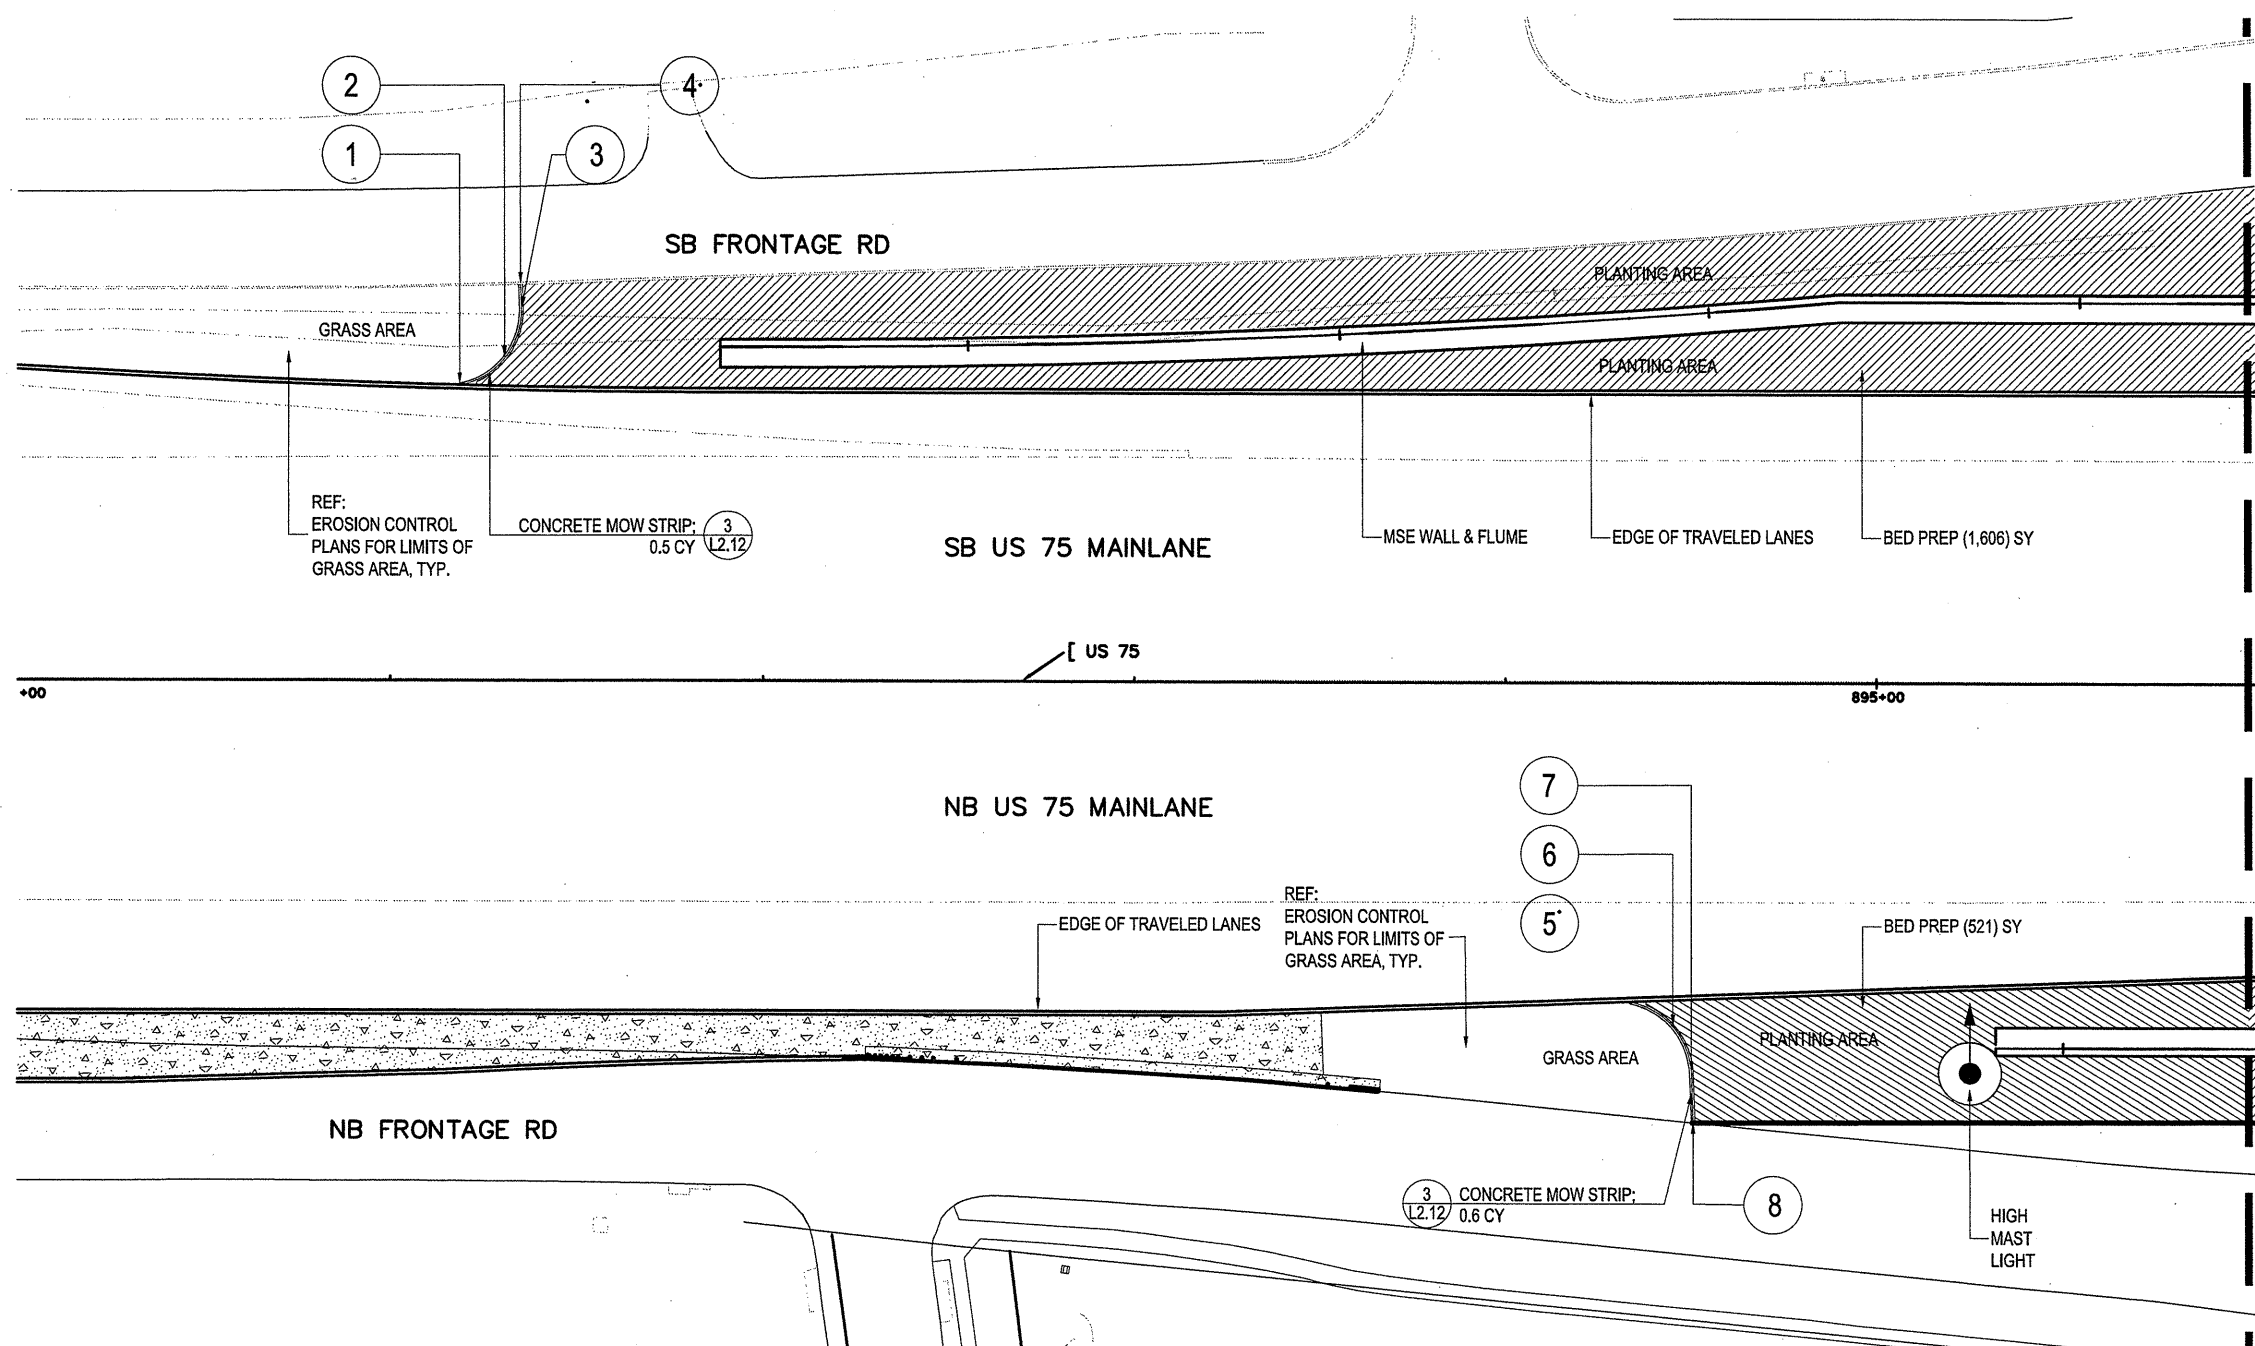 2
4
1
3
SB FRONTAGE RD
PLANTING AREA
GRASS AREA
PLANTING AREA
REF:
EROSION CONTROL
PLANS FOR LIMITS OF
GRASS AREA, TYP.
CONCRETE MOW STRIP;
0.5 CY
3
L2.12
SB US 75 MAINLANE
MSE WALL & FLUME
EDGE OF TRAVELED LANES
BED PREP (1,606) SY
[ US 75
+00
895+00
NB US 75 MAINLANE
7
6
5
EDGE OF TRAVELED LANES
REF:
EROSION CONTROL
PLANS FOR LIMITS OF
GRASS AREA, TYP.
BED PREP (521) SY
GRASS AREA
PLANTING AREA
NB FRONTAGE RD
3
L2.12
CONCRETE MOW STRIP;
0.6 CY
8
HIGH
MAST
LIGHT